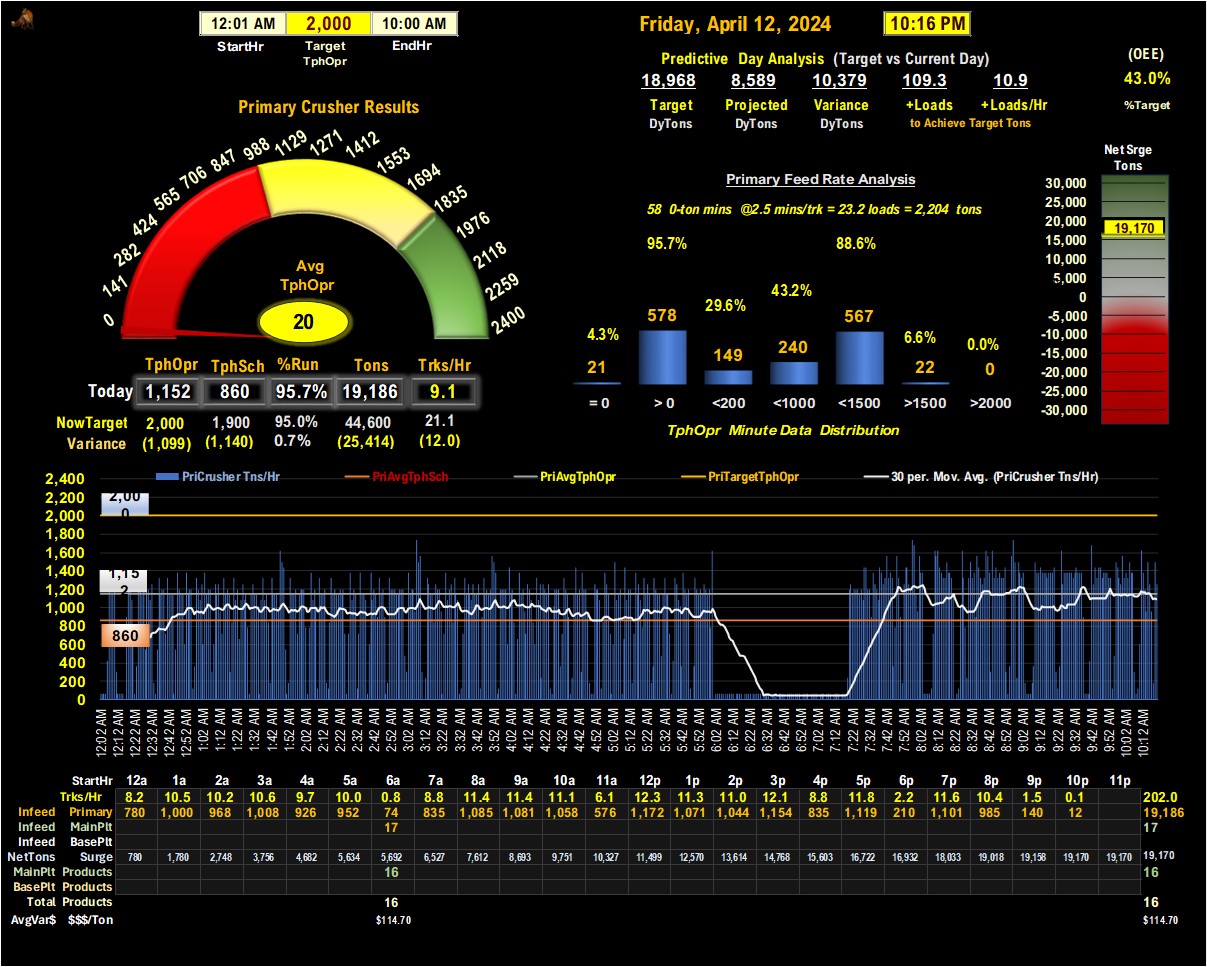 12:01 AM 2,000 10:00 AM
StartHr Target TphOpr EndHr
Friday, April 12, 2024 10:16 PM
Predictive Day Analysis (Target vs Current Day)
18,968 8,589 10,379 109.3 10.9
Target Projected Variance +Loads +Loads/Hr
DyTons DyTons DyTons to Achieve Target Tons
(OEE)
43.0%
%Target
Primary Crusher Results
0 141 282 424 565 706 847 988 1129 1271 1412 1553 1694 1835 1976 2118 2259 2400
Avg
TphOpr
20
TphOpr TphSch %Run Tons Trks/Hr
Today 1,152 860 95.7% 19,186 9.1
NowTarget 2,000 1,900 95.0% 44,600 21.1
Variance (1,099) (1,140) 0.7% (25,414) (12.0)
Primary Feed Rate Analysis
58 0-ton mins @2.5 mins/trk = 23.2 loads = 2,204 tons
95.7% 88.6%
4.3% 29.6% 43.2% 6.6% 0.0%
21 578 149 240 567 22 0
= 0 > 0 <200 <1000 <1500 >1500 >2000
TphOpr Minute Data Distribution
Net Srge
Tons
30,000
25,000
20,000
19,170
15,000
10,000
5,000
0
-5,000
-10,000
-15,000
-20,000
-25,000
-30,000
PriCrusher Tns/Hr PriAvgTphSch PriAvgTphOpr PriTargetTphOpr 30 per. Mov. Avg. (PriCrusher Tns/Hr)
2,400
2,200
2,000
1,800
1,600
1,400
1,200
1,000
800
600
400
200
0
2,00
0
1,15
2
860
12:02 AM 12:12 AM 12:22 AM 12:32 AM 12:42 AM 12:52 AM 1:02 AM 1:12 AM 1:22 AM 1:32 AM 1:42 AM 1:52 AM 2:02 AM 2:12 AM 2:22 AM 2:32 AM 2:42 AM 2:52 AM 3:02 AM 3:12 AM 3:22 AM 3:32 AM 3:42 AM 3:52 AM 4:02 AM 4:12 AM 4:22 AM 4:32 AM 4:42 AM 4:52 AM 5:02 AM 5:12 AM 5:22 AM 5:32 AM 5:42 AM 5:52 AM 6:02 AM 6:12 AM 6:22 AM 6:32 AM 6:42 AM 6:52 AM 7:02 AM 7:12 AM 7:22 AM 7:32 AM 7:42 AM 7:52 AM 8:02 AM 8:12 AM 8:22 AM 8:32 AM 8:42 AM 8:52 AM 9:02 AM 9:12 AM 9:22 AM 9:32 AM 9:42 AM 9:52 AM 10:02 AM 10:12 AM
StartHr 12a 1a 2a 3a 4a 5a 6a 7a 8a 9a 10a 11a 12p 1p 2p 3p 4p 5p 6p 7p 8p 9p 10p 11p
Trks/Hr 8.2 10.5 10.2 10.6 9.7 10.0 0.8 8.8 11.4 11.4 11.1 6.1 12.3 11.3 11.0 12.1 8.8 11.8 2.2 11.6 10.4 1.5 0.1 202.0
Infeed Primary 780 1,000 968 1,008 926 952 74 835 1,085 1,081 1,058 576 1,172 1,071 1,044 1,154 835 1,119 210 1,101 985 140 12 19,186
Infeed MainPlt 17 17
Infeed BasePlt
NetTons Surge 780 1,780 2,748 3,756 4,682 5,634 5,692 6,527 7,612 8,693 9,751 10,327 11,499 12,570 13,614 14,768 15,603 16,722 16,932 18,033 19,018 19,158 19,170 19,170 19,170
MainPlt Products 16 16
BasePlt Products
Total Products 16 16
AvgVar$ $$$/Ton $114.70 $114.70